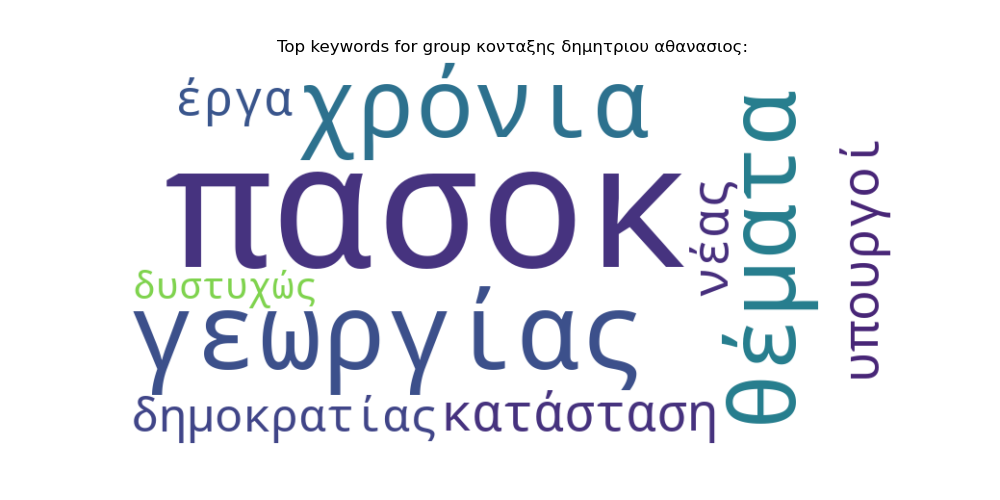 Top keywords for group κονταξης δημητριου αθανασιος:
έργα
χρόνια
πασοκ
νέας
θέματα
υπουργοί
δυστυχώς
γεωργίας
δημοκρατίας
κατάσταση